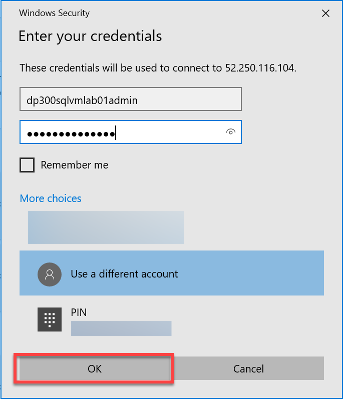 Windows Security
Enter your credentials
These credentials will be used to connect to 52.250.116.104.
dp300sqlvmlab01admin
●●●●●●●●●●●●●●
Remember me
More choices
Use a different account
PIN
OK
Cancel